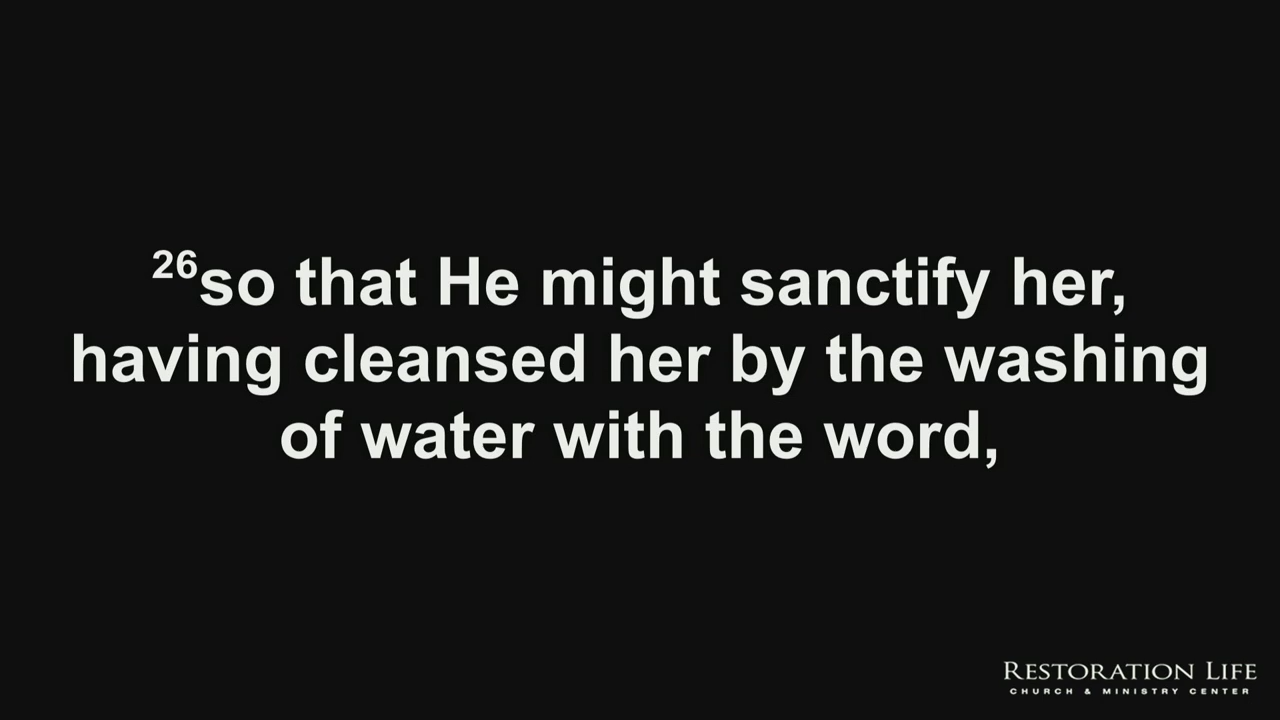 26so that He might sanctify her,
having cleansed her by the washing
of water with the word,
RESTORATION LIFE
CHURCH & MINISTRY CENTER